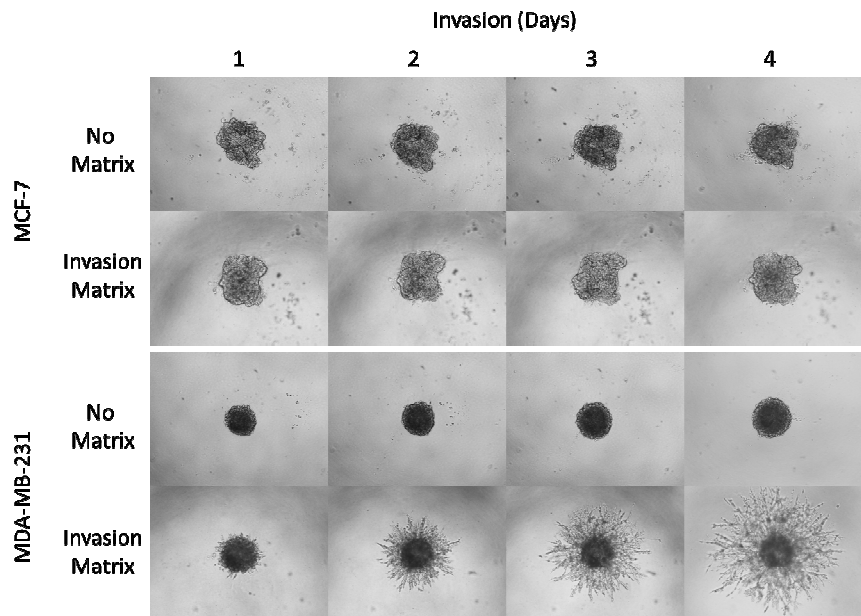 Invasion (Days)
1 2 3 4
MCF-7
No
Matrix
Invasion
Matrix
MDA-MB-231
No
Matrix
Invasion
Matrix